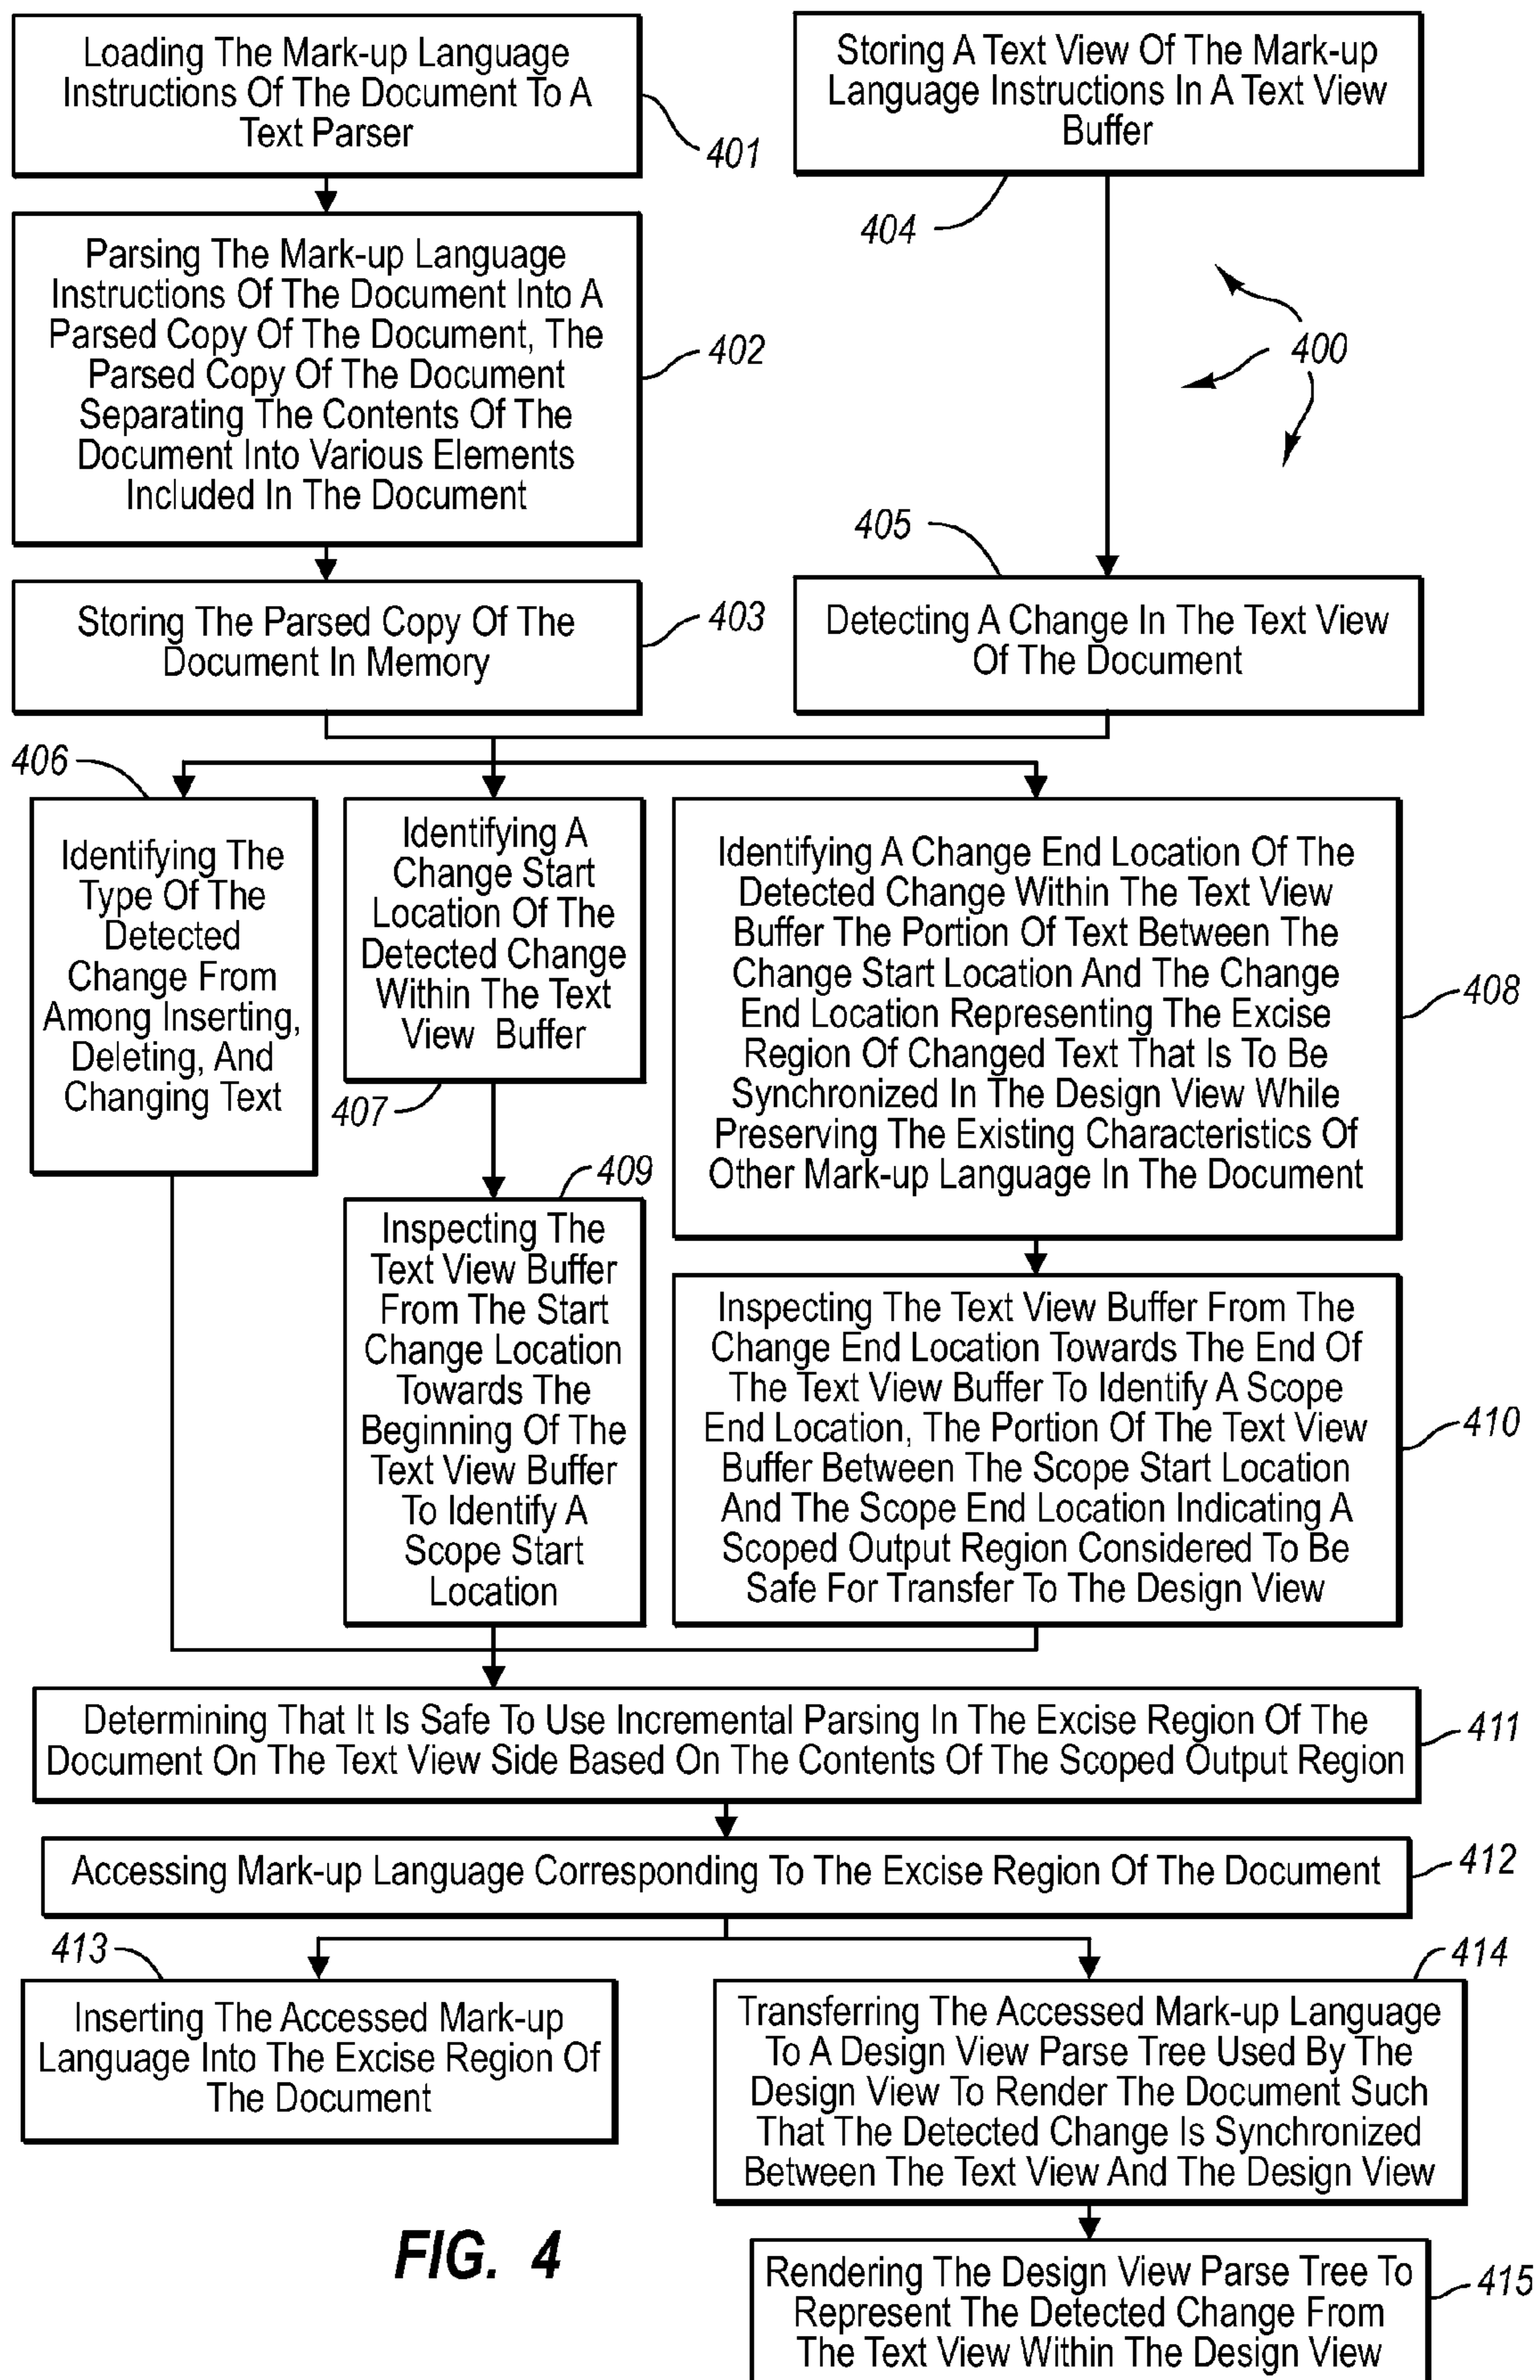 Loading The Mark-up Language
Instructions Of The Document To A
Text Parser
401
Storing A Text View Of The Mark-up
Language Instructions In A Text View
Buffer
404
Parsing The Mark-up Language
Instructions Of The Document Into A
Parsed Copy Of The Document, The
Parsed Copy Of The Document
Separating The Contents Of The
Document Into Various Elements
Included In The Document
402
400
405
Storing The Parsed Copy Of The
Document In Memory
403
Detecting A Change In The Text View
Of The Document
406
Identifying The
Type Of The
Detected
Change From
Among Inserting,
Deleting, And
Changing Text
Identifying A
Change Start
Location Of The
Detected Change
Within The Text
View Buffer
407
Identifying A Change End Location Of The
Detected Change Within The Text View
Buffer The Portion Of Text Between The
Change Start Location And The Change
End Location Representing The Excise
Region Of Changed Text That Is To Be
Synchronized In The Design View While
Preserving The Existing Characteristics Of
Other Mark-up Language In The Document
408
409
Inspecting The
Text View Buffer
From The Start
Change Location
Towards The
Beginning Of The
Text View Buffer
To Identify A
Scope Start
Location
Inspecting The Text View Buffer From The
Change End Location Towards The End Of
The Text View Buffer To Identify A Scope
End Location, The Portion Of The Text View
Buffer Between The Scope Start Location
And The Scope End Location Indicating A
Scoped Output Region Considered To Be
Safe For Transfer To The Design View
410
Determining That It Is Safe To Use Incremental Parsing In The Excise Region Of The
Document On The Text View Side Based On The Contents Of The Scoped Output Region
411
Accessing Mark-up Language Corresponding To The Excise Region Of The Document
412
413
Inserting The Accessed Mark-up
Language Into The Excise Region Of
The Document
414
Transferring The Accessed Mark-up Language
To A Design View Parse Tree Used By The
Design View To Render The Document Such
That The Detected Change Is Synchronized
Between The Text View And The Design View
FIG. 4
Rendering The Design View Parse Tree To
Represent The Detected Change From
The Text View Within The Design View
415